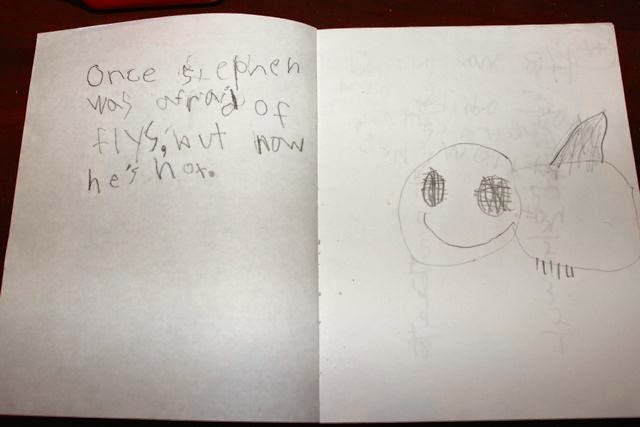 Once Stephen
was afraid of
flys, but now
he's not.